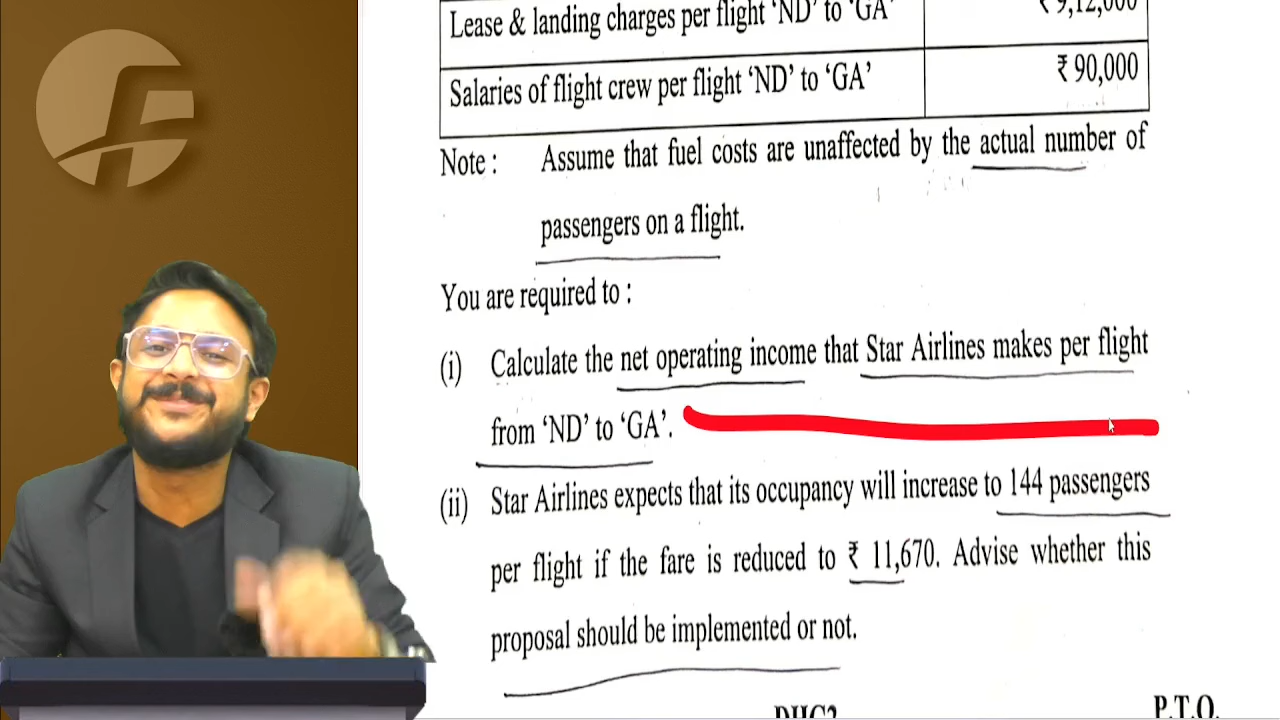 Lease & landing charges per flight 'ND' to 'GA' ₹ 9,12,000
Salaries of flight crew per flight 'ND' to 'GA' ₹ 90,000
Note : Assume that fuel costs are unaffected by the actual number of
passengers on a flight.
You are required to :
(i) Calculate the net operating income that Star Airlines makes per flight
from 'ND' to 'GA'.
(ii) Star Airlines expects that its occupancy will increase to 144 passengers
per flight if the fare is reduced to ₹ 11,670. Advise whether this
proposal should be implemented or not.
P.T.O.